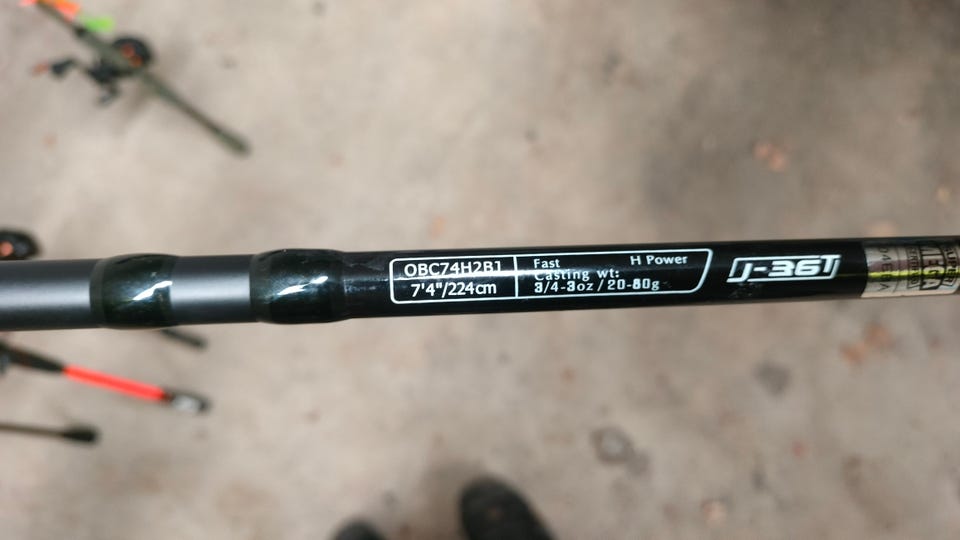 OBC74H2B1
7'4"/224cm
Fast H Power
Casting wt:
3/4-3oz/20-80g
J-36T